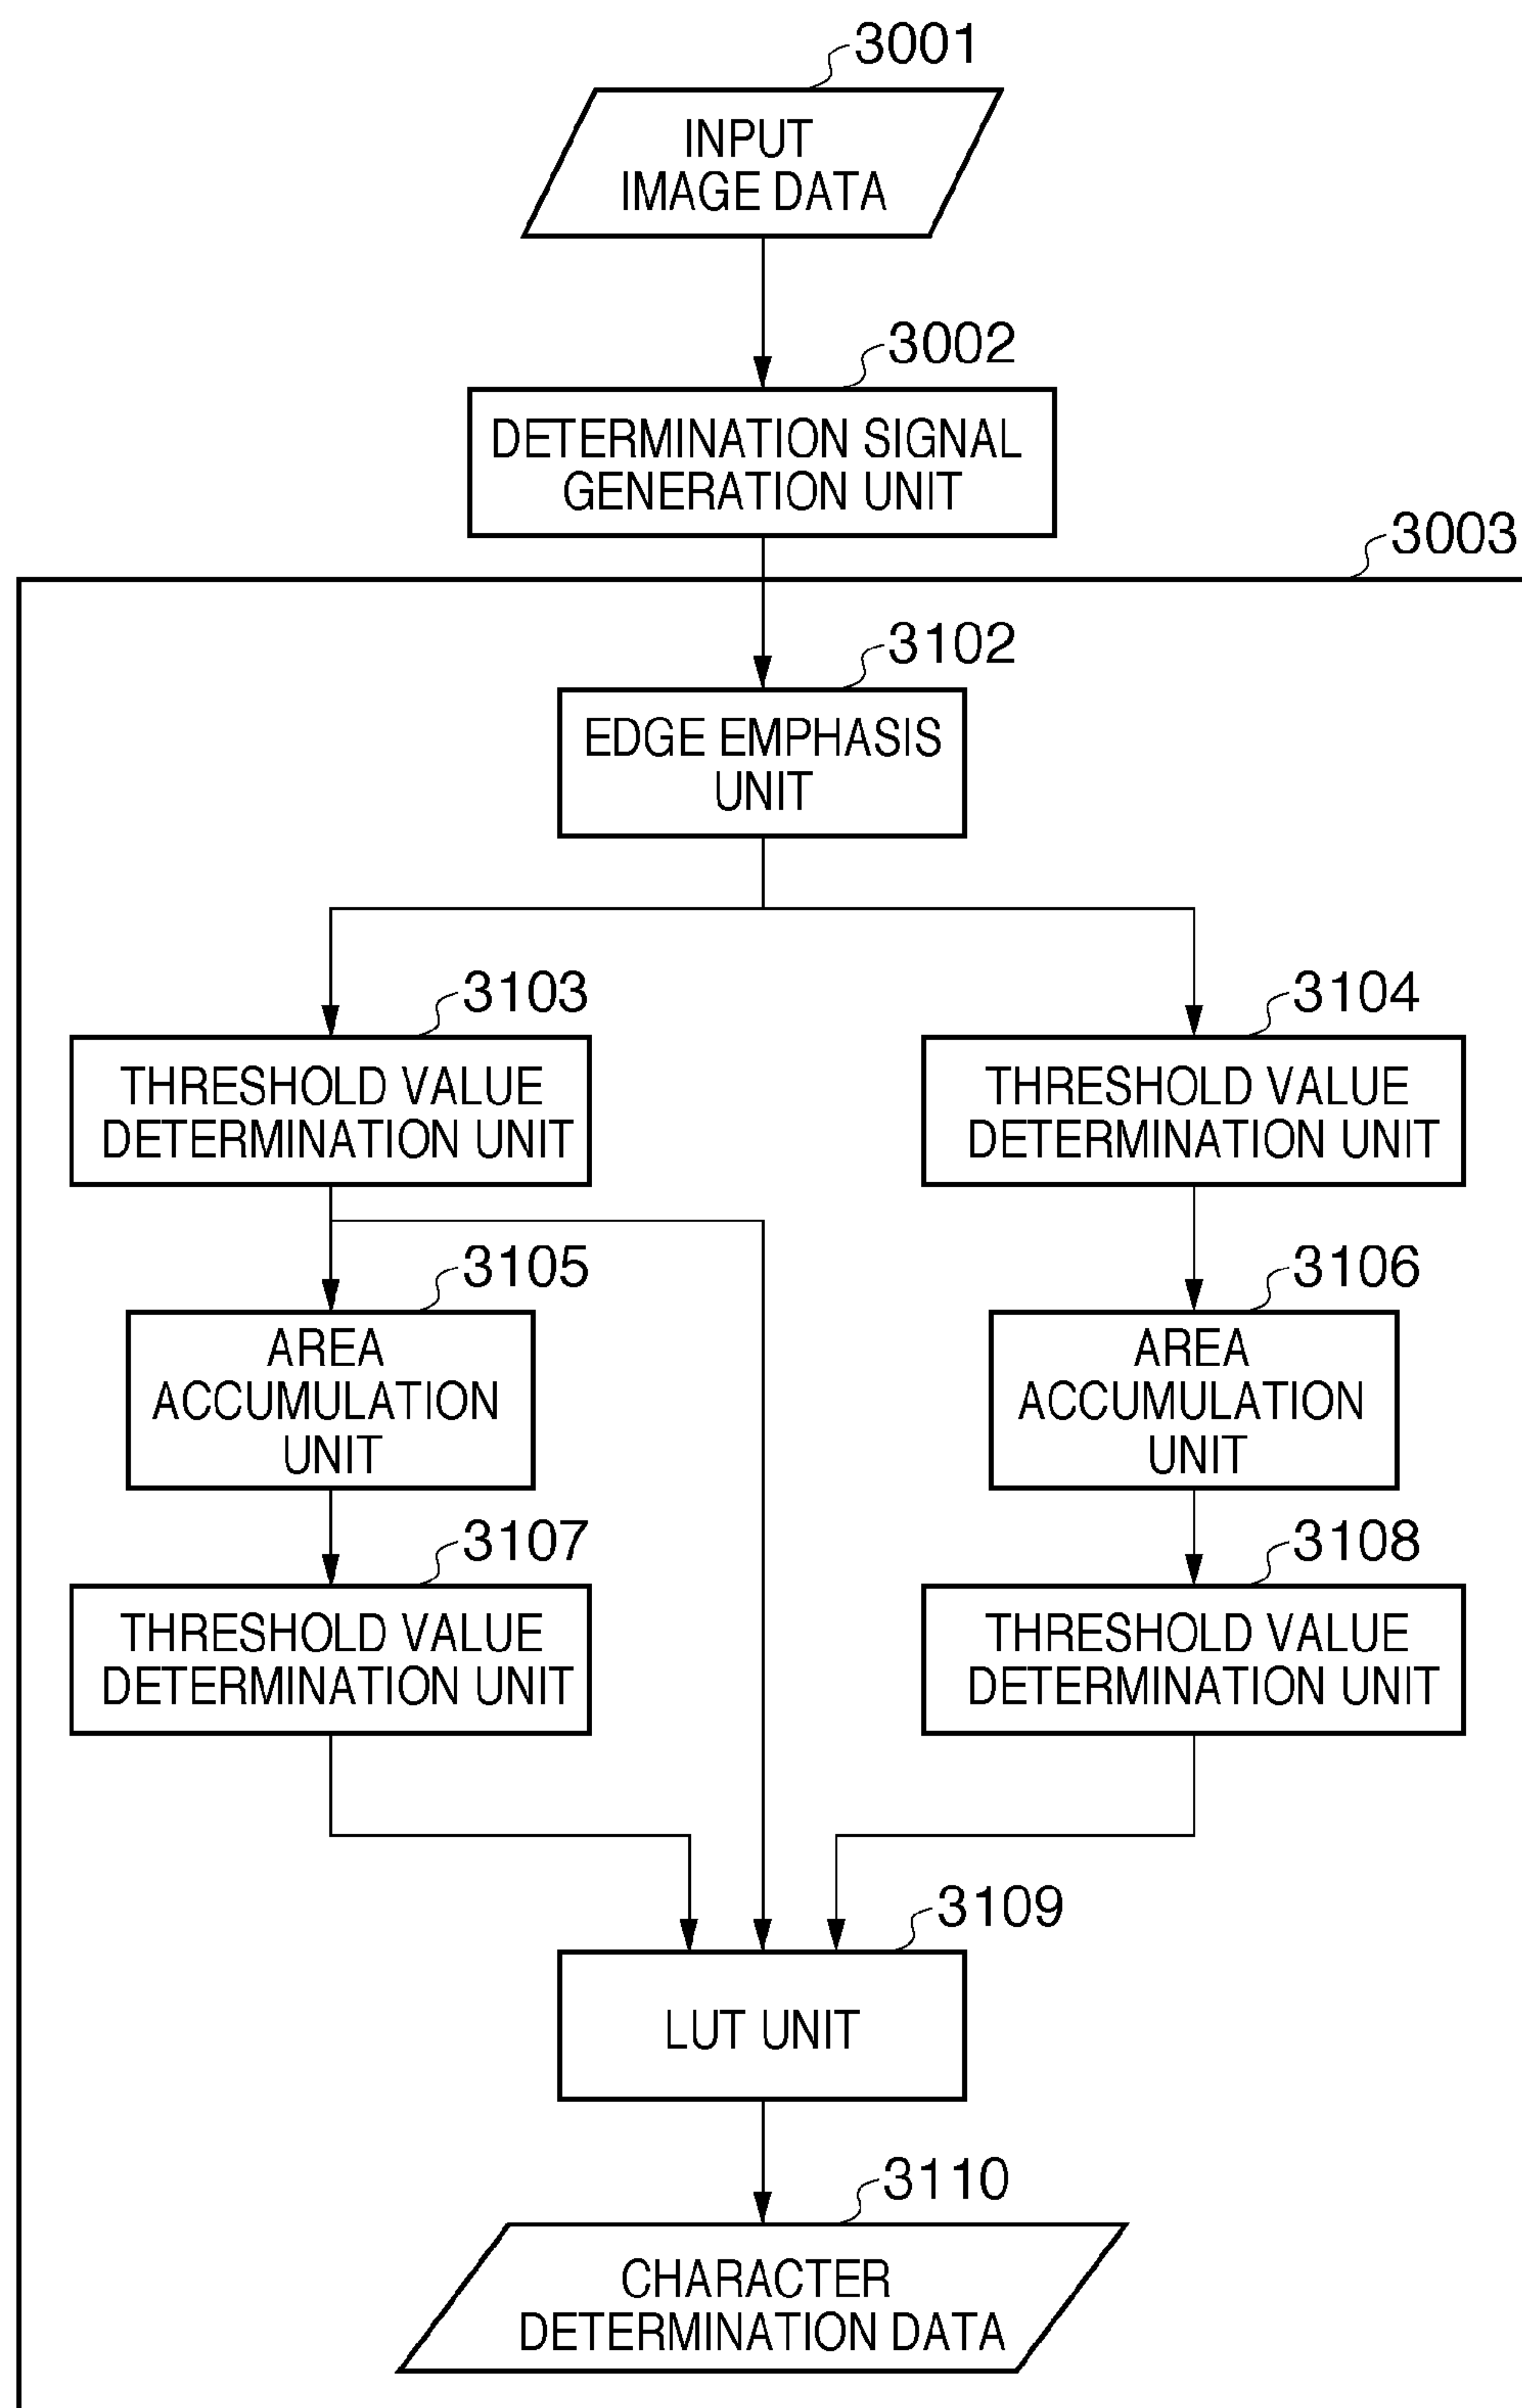 3001
INPUT
IMAGE DATA
3002
DETERMINATION SIGNAL
GENERATION UNIT
3003
3102
EDGE EMPHASIS
UNIT
3103
THRESHOLD VALUE
DETERMINATION UNIT
3104
THRESHOLD VALUE
DETERMINATION UNIT
3105
AREA
ACCUMULATION
UNIT
3106
AREA
ACCUMULATION
UNIT
3107
THRESHOLD VALUE
DETERMINATION UNIT
3108
THRESHOLD VALUE
DETERMINATION UNIT
3109
LUT UNIT
3110
CHARACTER
DETERMINATION DATA